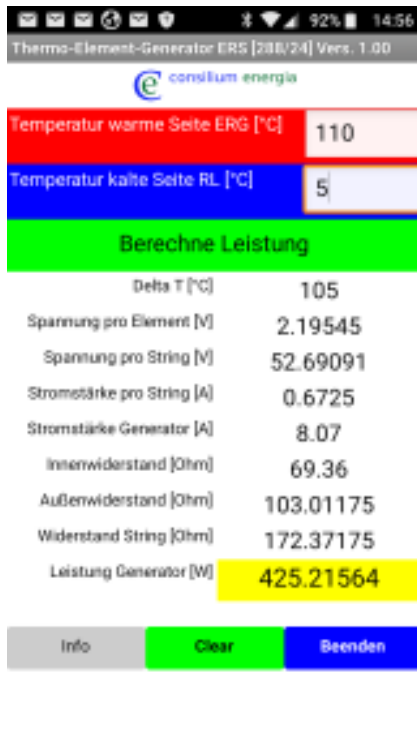 92% 14:56
Thermo-Element-Generator ERS [288/24] Vers. 1.00
consilium energia
Temperatur warme Seite ERG [°C] 110
Temperatur kalte Seite RL [°C] 5
Berechne Leistung
Delta T [°C] 105
Spannung pro Element [V] 2.19545
Spannung pro String [V] 52.69091
Stromstärke pro String [A] 0.6725
Stromstärke Generator [A] 8.07
Innenwiderstand [Ohm] 69.36
Außenwiderstand [Ohm] 103.01175
Widerstand String [Ohm] 172.37175
Leistung Generator [W] 425.21564
Info Clear Beenden